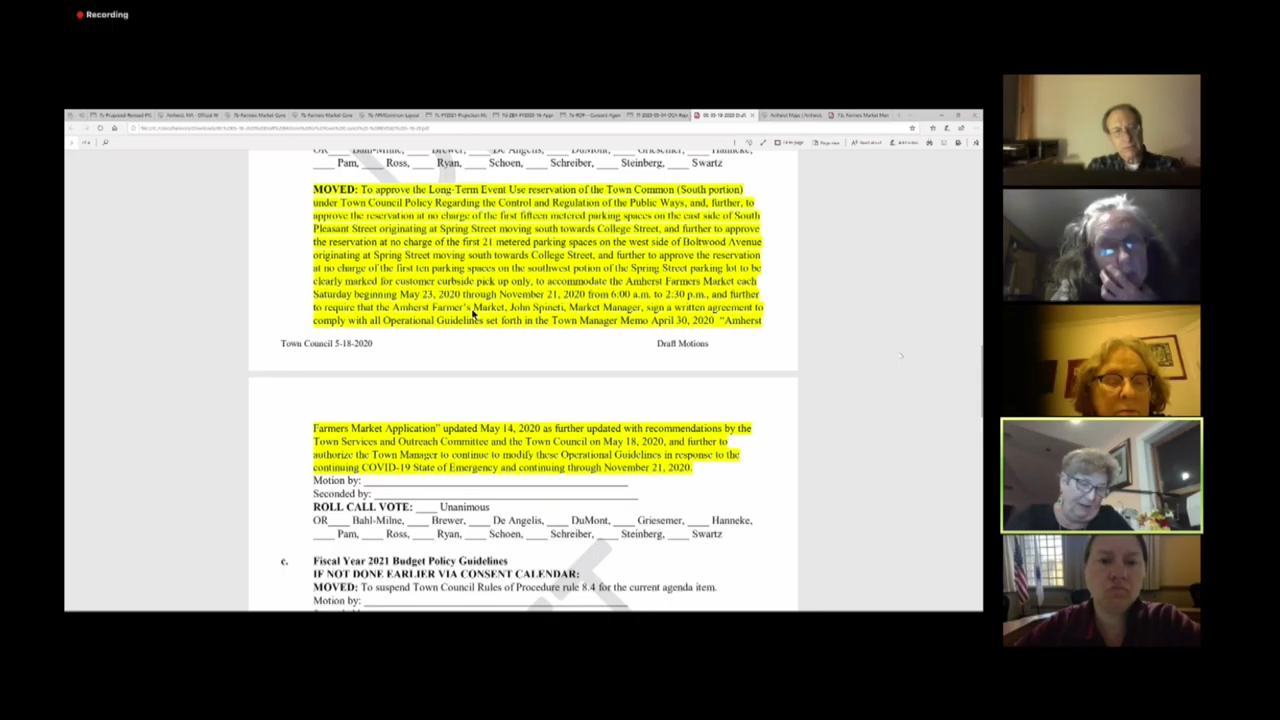 Recording
____ Pam, ____ Ross, ____ Ryan, ____ Schoen, ____ Schreiber, ____ Steinberg, ____ Swartz
MOVED: To approve the Long-Term Event Use reservation of the Town Common (South portion)
under Town Council Policy Regarding the Control and Regulation of the Public Ways, and, further, to
approve the reservation at no charge of the first fifteen metered parking spaces on the east side of South
Pleasant Street originating at Spring Street moving south towards College Street, and further to approve
the reservation at no charge of the first 21 metered parking spaces on the west side of Boltwood Avenue
originating at Spring Street moving south towards College Street, and further to approve the reservation
at no charge of the first ten parking spaces on the southwest potion of the Spring Street parking lot to be
clearly marked for customer curbside pick up only, to accommodate the Amherst Farmers Market each
Saturday beginning May 23, 2020 through November 21, 2020 from 6:00 a.m. to 2:30 p.m., and further
to require that the Amherst Farmer's Market, John Spineti, Market Manager, sign a written agreement to
comply with all Operational Guidelines set forth in the Town Manager Memo April 30, 2020 “Amherst
Town Council 5-18-2020 Draft Motions
Farmers Market Application” updated May 14, 2020 as further updated with recommendations by the
Town Services and Outreach Committee and the Town Council on May 18, 2020, and further to
authorize the Town Manager to continue to modify these Operational Guidelines in response to the
continuing COVID-19 State of Emergency and continuing through November 21, 2020.
Motion by: ____
Seconded by: ____
ROLL CALL VOTE: ____ Unanimous
OR____ Bahl-Milne, ____ Brewer, ____ De Angelis, ____ DuMont, ____ Griesemer, ____ Hanneke,
____ Pam, ____ Ross, ____ Ryan, ____ Schoen, ____ Schreiber, ____ Steinberg, ____ Swartz
c. Fiscal Year 2021 Budget Policy Guidelines
IF NOT DONE EARLIER VIA CONSENT CALENDAR:
MOVED: To suspend Town Council Rules of Procedure rule 8.4 for the current agenda item.
Motion by: ____